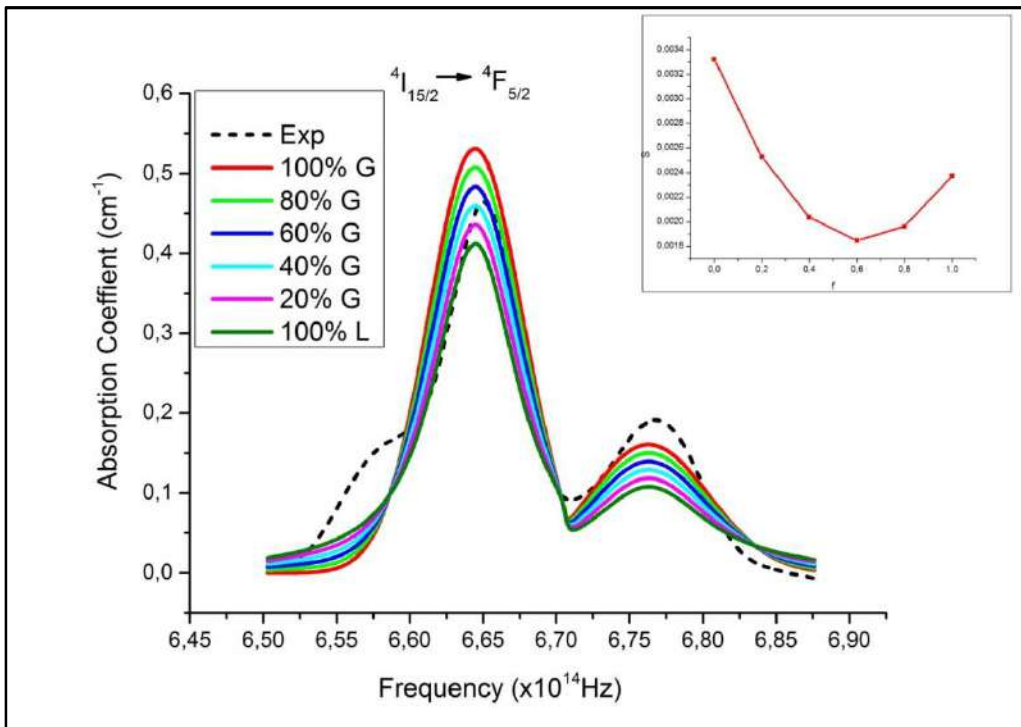 ⁴I₁₅/₂ → ⁴F₅/₂
Absorption Coeffient (cm⁻¹)
0,6
0,5
0,4
0,3
0,2
0,1
0,0
Exp
100% G
80% G
60% G
40% G
20% G
100% L
6,45 6,50 6,55 6,60 6,65 6,70 6,75 6,80 6,85 6,90
Frequency (x10¹⁴Hz)
S
0,0034
0,0032
0,0030
0,0028
0,0026
0,0024
0,0022
0,0020
0,0018
0,0 0,2 0,4 0,6 0,8 1,0
f